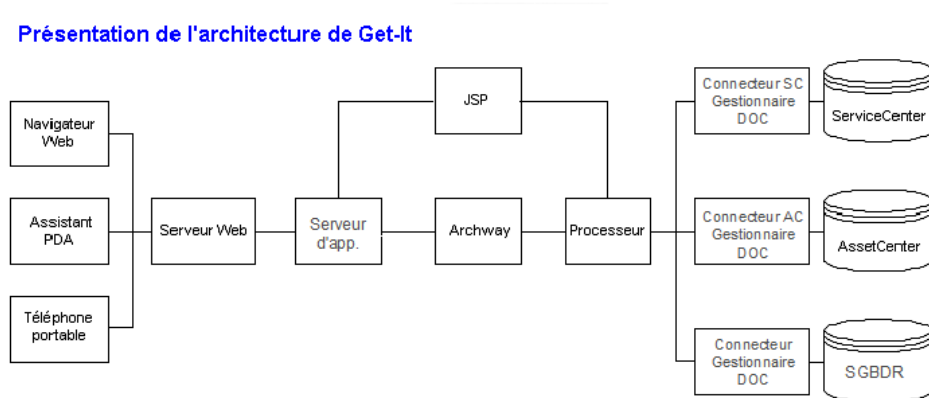 Présentation de l'architecture de Get-It
Navigateur
Web
Assistant
PDA
Téléphone
portable
Serveur Web
Serveur
d'app.
JSP
Archway
Processeur
Connecteur SC
Gestionnaire
DOC
ServiceCenter
Connecteur AC
Gestionnaire
DOC
AssetCenter
Connecteur
Gestionnaire
DOC
SGBDR